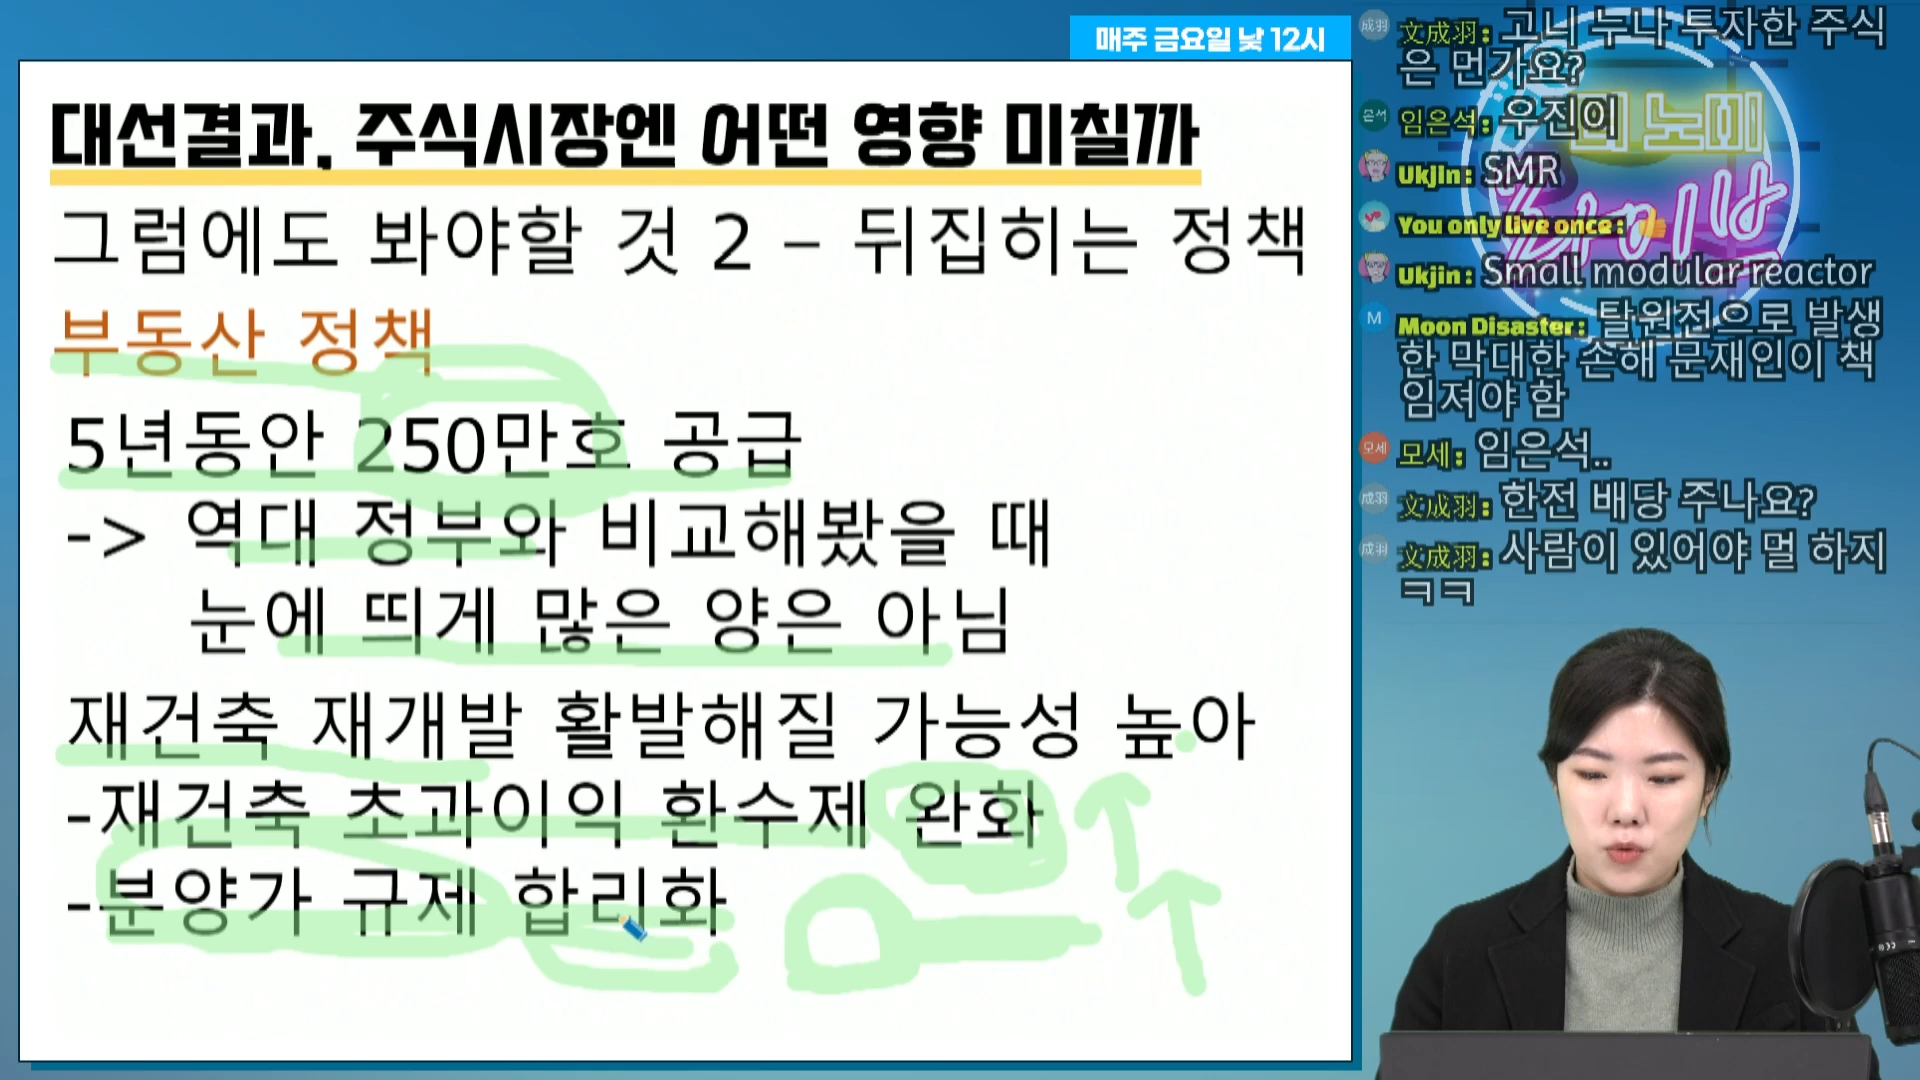 매주 금요일 낮 12시
대선결과, 주식시장엔 어떤 영향 미칠까
그럼에도 봐야할 것 2 – 뒤집히는 정책
부동산 정책
5년동안 250만호 공급
-> 역대 정부와 비교해봤을 때
눈에 띄게 많은 양은 아님
재건축 재개발 활발해질 가능성 높아
-재건축 초과이익 환수제 완화
-분양가 규제 합리화
成羽 文成羽: 고니 누나 투자한 주식
은 먼가요?
은석 임은석: 우진이
Ukjin: SMR
You only live once: 👍
Ukjin: Small modular reactor
M Moon Disaster: 탈원전으로 발생
한 막대한 손해 문재인이 책
임져야 함
모세 모세: 임은석..
成羽 文成羽: 한전 배당 주나요?
成羽 文成羽: 사람이 있어야 멀 하지
ㅋㅋ